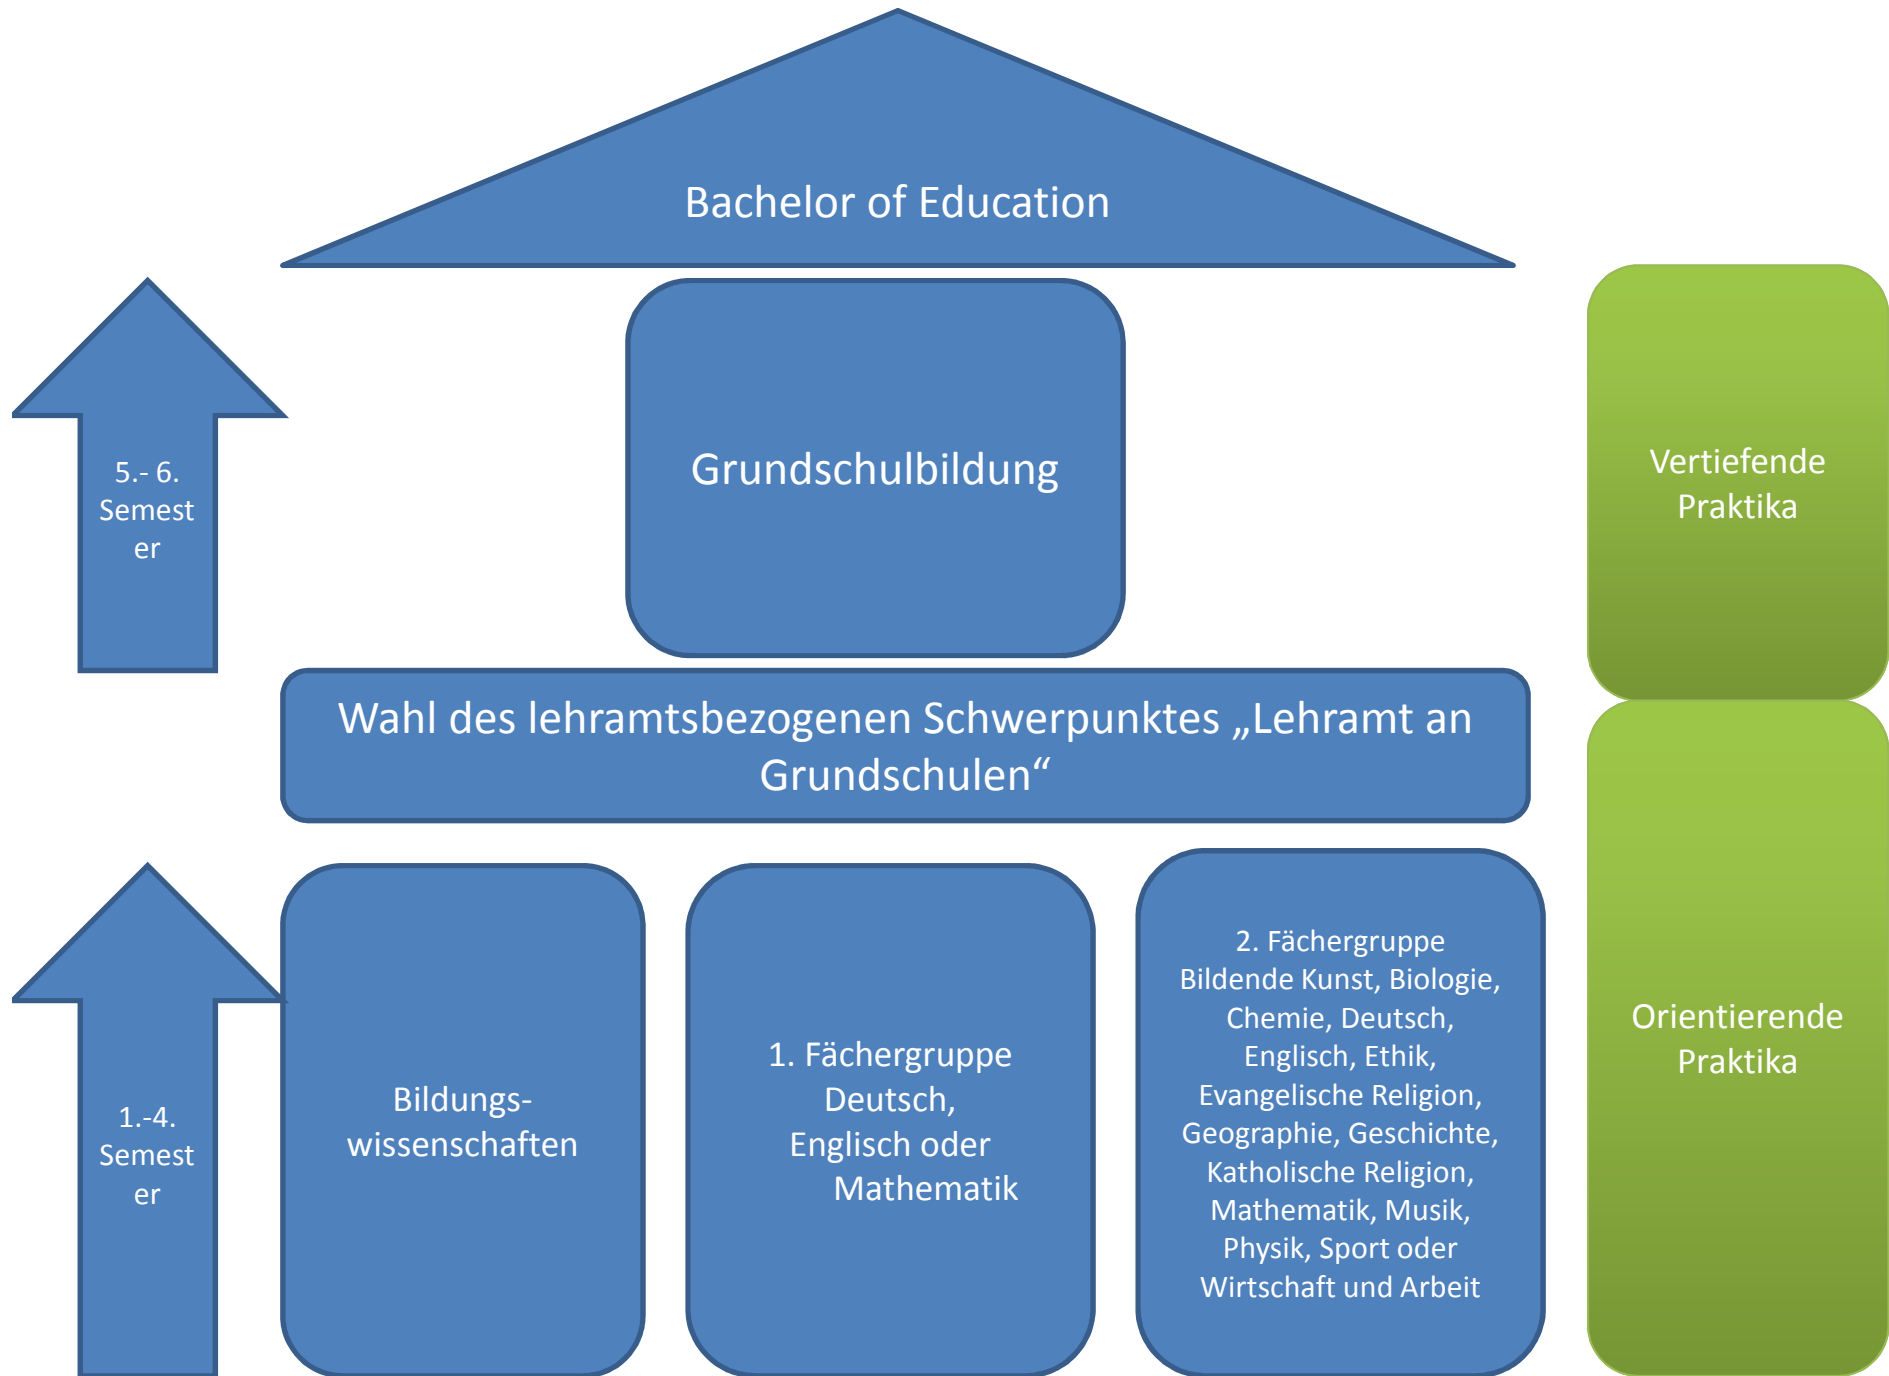 Bachelor of Education
5.- 6.
Semest
er
Grundschulbildung
Vertiefende
Praktika
Wahl des lehramtsbezogenen Schwerpunktes „Lehramt an
Grundschulen“
1.-4.
Semest
er
Bildungs-
wissenschaften
1. Fächergruppe
Deutsch,
Englisch oder
Mathematik
2. Fächergruppe
Bildende Kunst, Biologie,
Chemie, Deutsch,
Englisch, Ethik,
Evangelische Religion,
Geographie, Geschichte,
Katholische Religion,
Mathematik, Musik,
Physik, Sport oder
Wirtschaft und Arbeit
Orientierende
Praktika